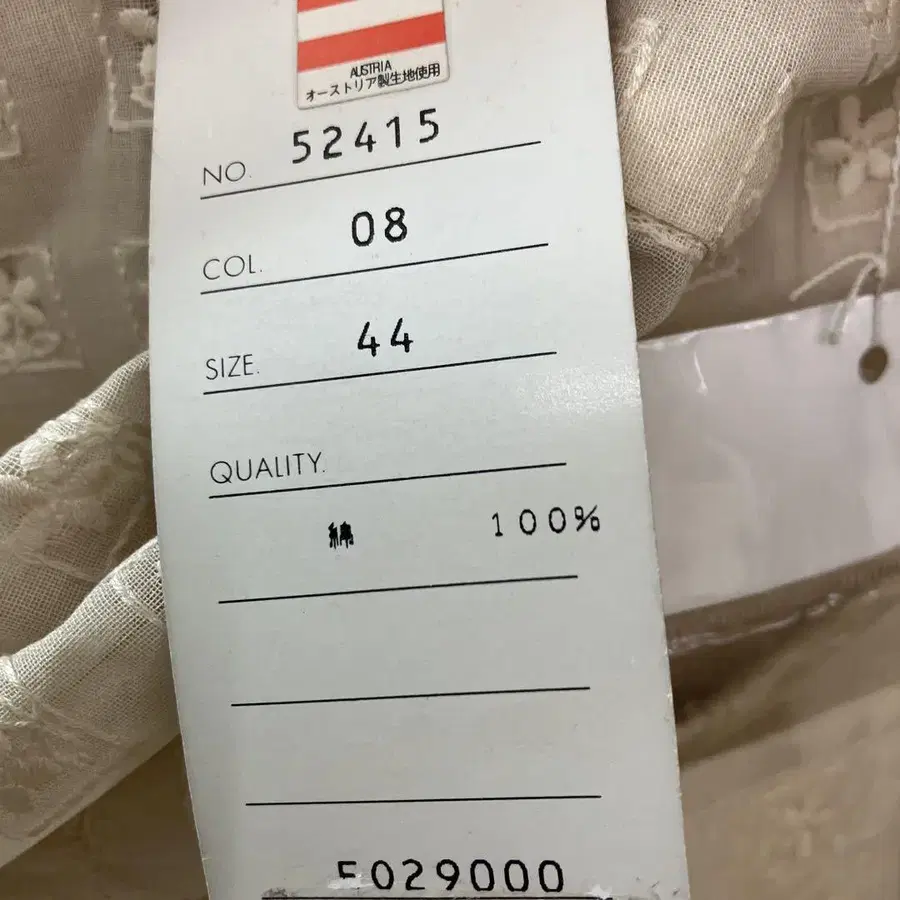 AUSTRIA
オーストリア製生地使用
NO. 52415
COL. 08
SIZE. 44
QUALITY.
綿 100%
5029000